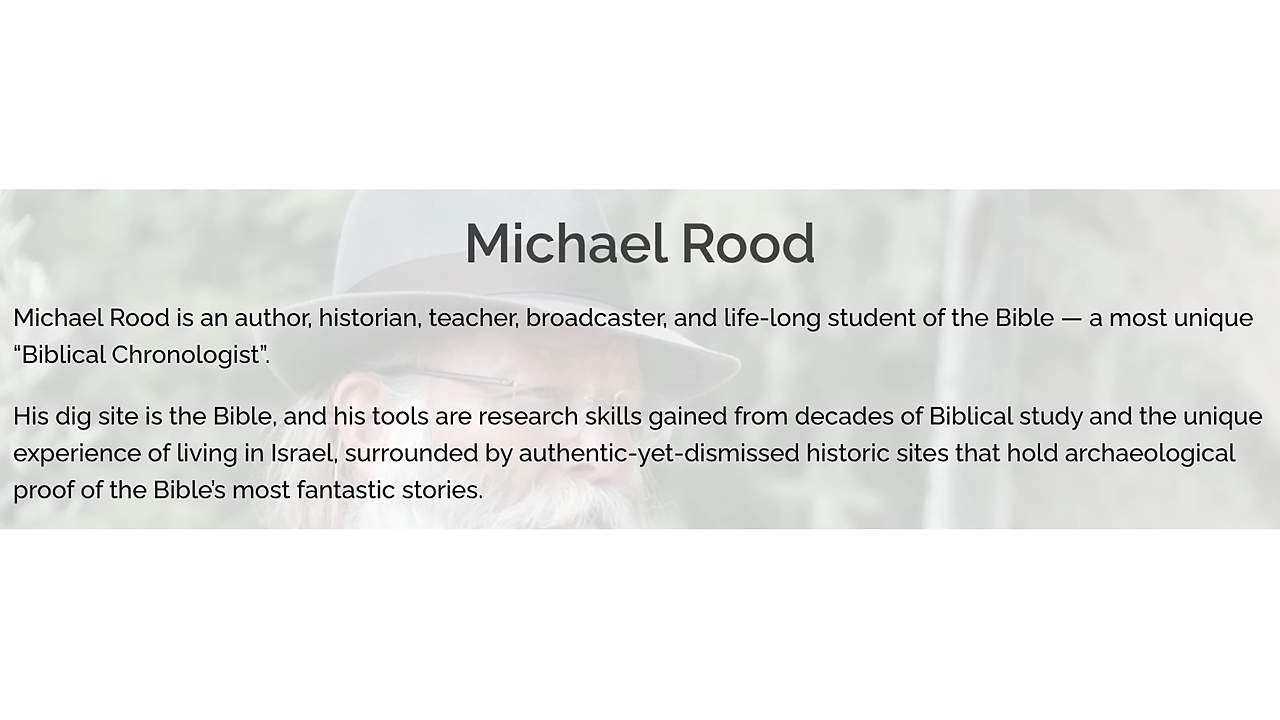 Michael Rood
Michael Rood is an author, historian, teacher, broadcaster, and life-long student of the Bible — a most unique
“Biblical Chronologist”.
His dig site is the Bible, and his tools are research skills gained from decades of Biblical study and the unique
experience of living in Israel, surrounded by authentic-yet-dismissed historic sites that hold archaeological
proof of the Bible’s most fantastic stories.